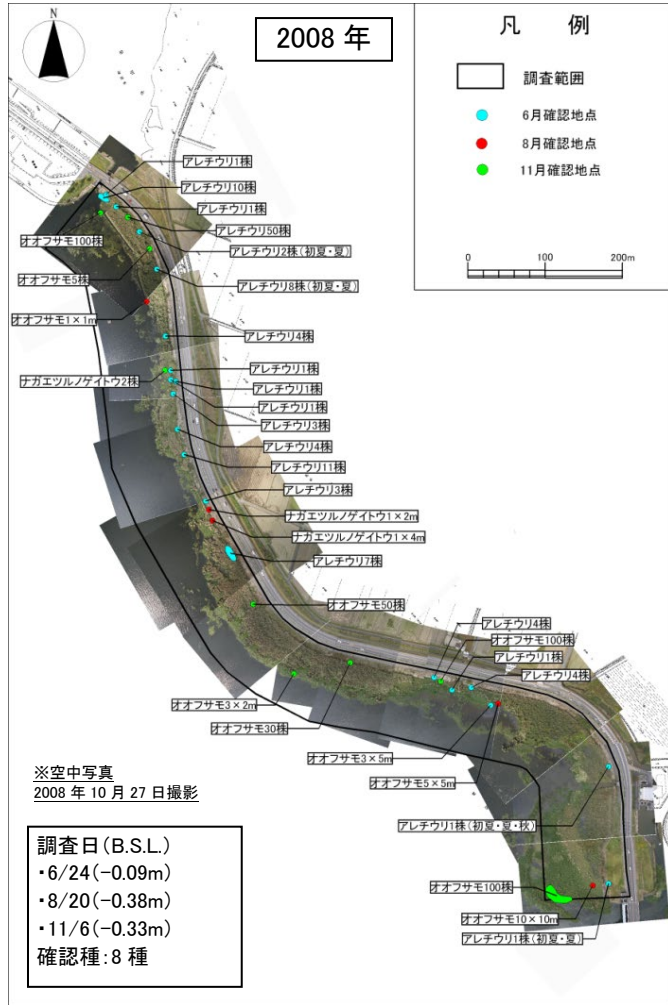 N
2008 年
凡 例
調査範囲
6月確認地点
8月確認地点
11月確認地点
0 100 200m
アレチウリ1株
アレチウリ10株
アレチウリ1株
アレチウリ50株
オオフサモ100株
アレチウリ2株(初夏・夏)
オオフサモ5株
アレチウリ8株(初夏・夏)
オオフサモ1×1m
アレチウリ4株
アレチウリ1株
ナガエツルノゲイトウ2株
アレチウリ1株
アレチウリ1株
アレチウリ3株
アレチウリ4株
アレチウリ11株
アレチウリ3株
ナガエツルノゲイトウ1×2m
ナガエツルノゲイトウ1×4m
アレチウリ7株
オオフサモ50株
アレチウリ4株
オオフサモ100株
アレチウリ1株
アレチウリ4株
オオフサモ3×2m
オオフサモ30株
オオフサモ3×5m
オオフサモ5×5m
※空中写真
2008 年 10 月 27 日撮影
アレチウリ1株(初夏・夏・秋)
調査日(B.S.L.)
・6/24(-0.09m)
・8/20(-0.38m)
・11/6(-0.33m)
確認種:8 種
オオフサモ100株
オオフサモ10×10m
アレチウリ1株(初夏・夏)